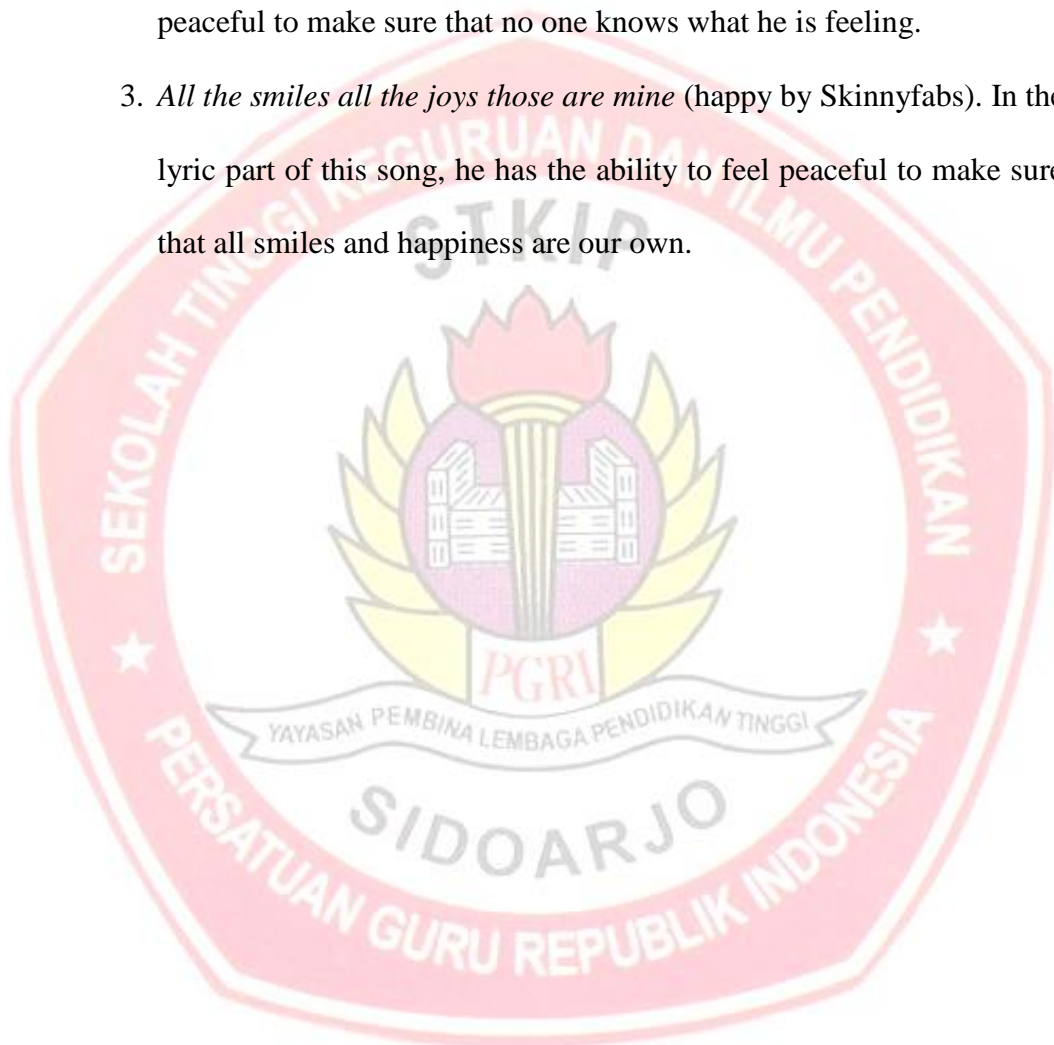 peaceful to make sure that no one knows what he is feeling.
3. All the smiles all the joys those are mine (happy by Skinnyfabs). In the
lyric part of this song, he has the ability to feel peaceful to make sure
that all smiles and happiness are our own.
SEKOLAH TINGGI KEGURUAN DAN ILMU PENDIDIKAN
STKIP
PGRI
YAYASAN PEMBINA LEMBAGA PENDIDIKAN TINGGI
SIDOARJO
PERSATUAN GURU REPUBLIK INDONESIA